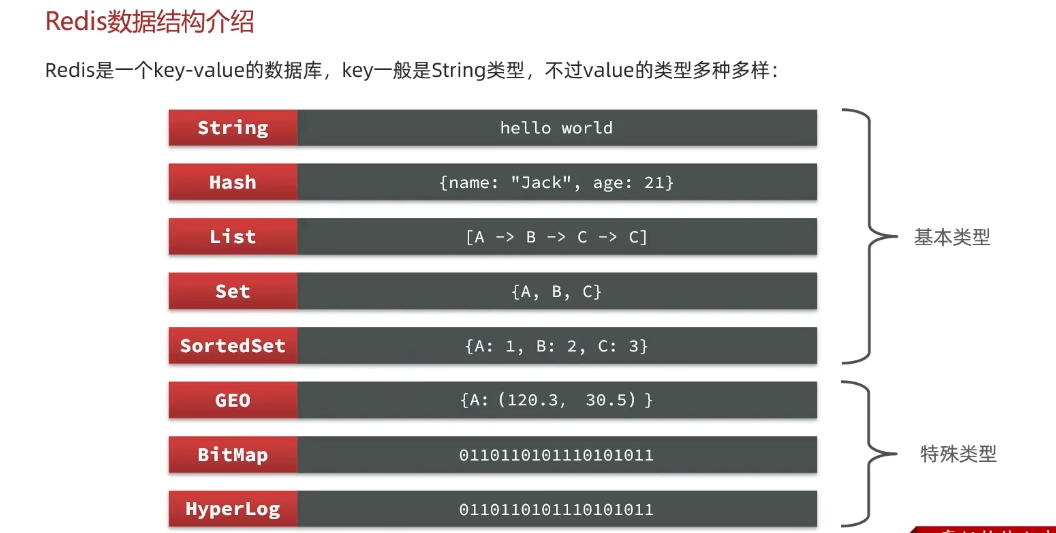 Redis数据结构介绍
Redis是一个key-value的数据库，key一般是String类型，不过value的类型多种多样：
String hello world
Hash {name: "Jack", age: 21}
List [A -> B -> C -> C]
Set {A, B, C}
SortedSet {A: 1, B: 2, C: 3}
基本类型
GEO {A：（120.3， 30.5）}
BitMap 0110110101110101011
HyperLog 0110110101110101011
特殊类型